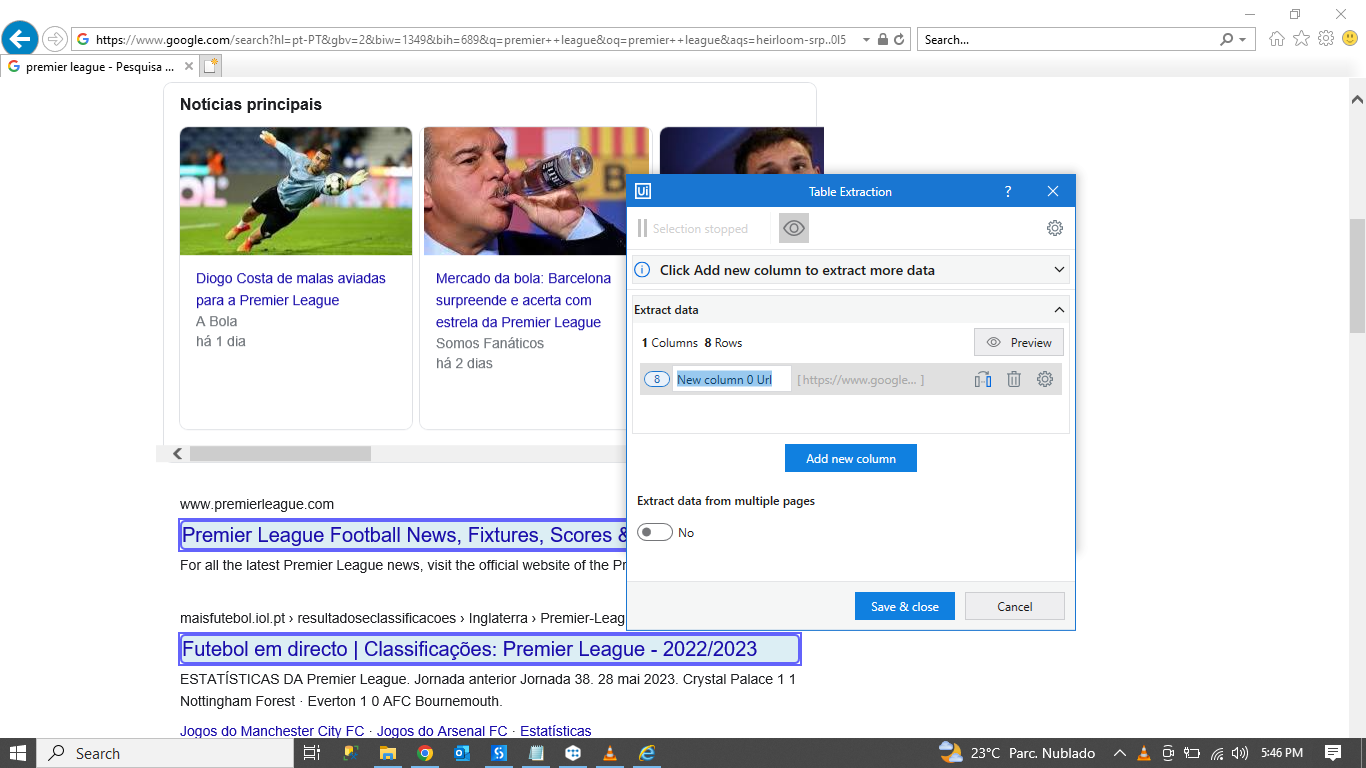 https://www.google.com/search?hl=pt-PT&gbv=2&biw=1349&bih=689&q=premier++league&oq=premier++league&aqs=heirloom-srp..0l5
Search...
premier league - Pesquisa ...
Notícias principais
Diogo Costa de malas aviadas
para a Premier League
A Bola
há 1 dia
Mercado da bola: Barcelona
surpreende e acerta com
estrela da Premier League
Somos Fanáticos
há 2 dias
www.premierleague.com
Premier League Football News, Fixtures, Scores &
For all the latest Premier League news, visit the official website of the Pr
maisfutebol.iol.pt › resultadoseclassificacoes › Inglaterra › Premier-Leag
Futebol em directo | Classificações: Premier League - 2022/2023
ESTATÍSTICAS DA Premier League. Jornada anterior Jornada 38. 28 mai 2023. Crystal Palace 1 1
Nottingham Forest · Everton 1 0 AFC Bournemouth.
Jogos do Manchester City FC · Jogos do Arsenal FC · Estatísticas
Ui
Table Extraction
?
Selection stopped
Click Add new column to extract more data
Extract data
1 Columns 8 Rows
Preview
8
New column 0 Url
[ https://www.google... ]
Add new column
Extract data from multiple pages
No
Save & close
Cancel
Search
23°C Parc. Nublado
5:46 PM